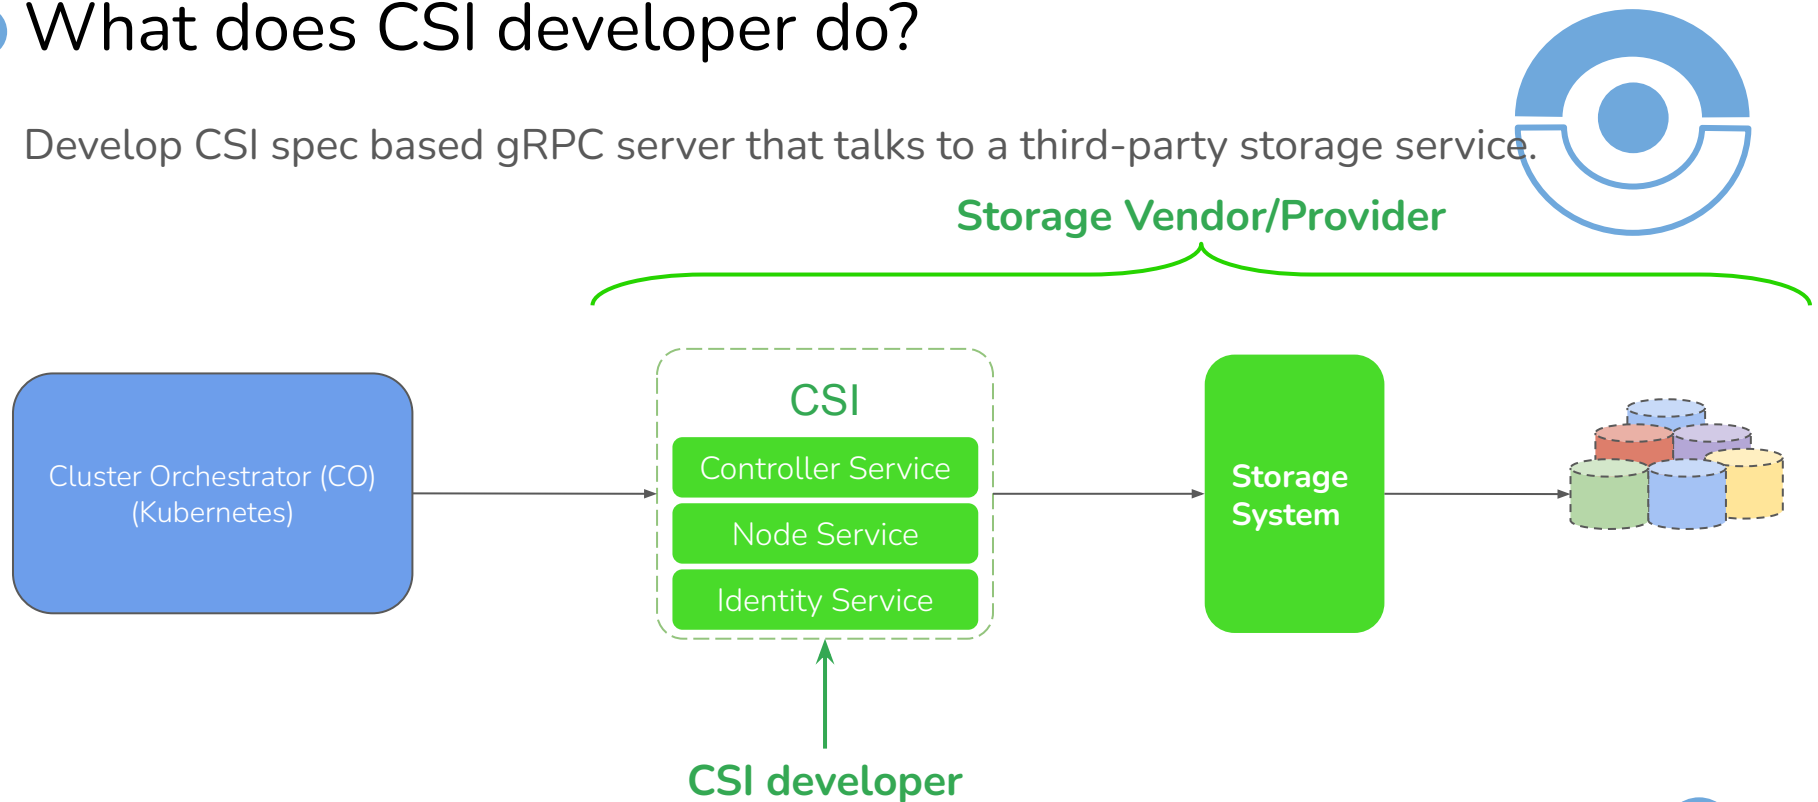 What does CSI developer do?
Develop CSI spec based gRPC server that talks to a third-party storage service.
Storage Vendor/Provider
Cluster Orchestrator (CO)
(Kubernetes)
CSI
Controller Service
Node Service
Identity Service
Storage
System
CSI developer